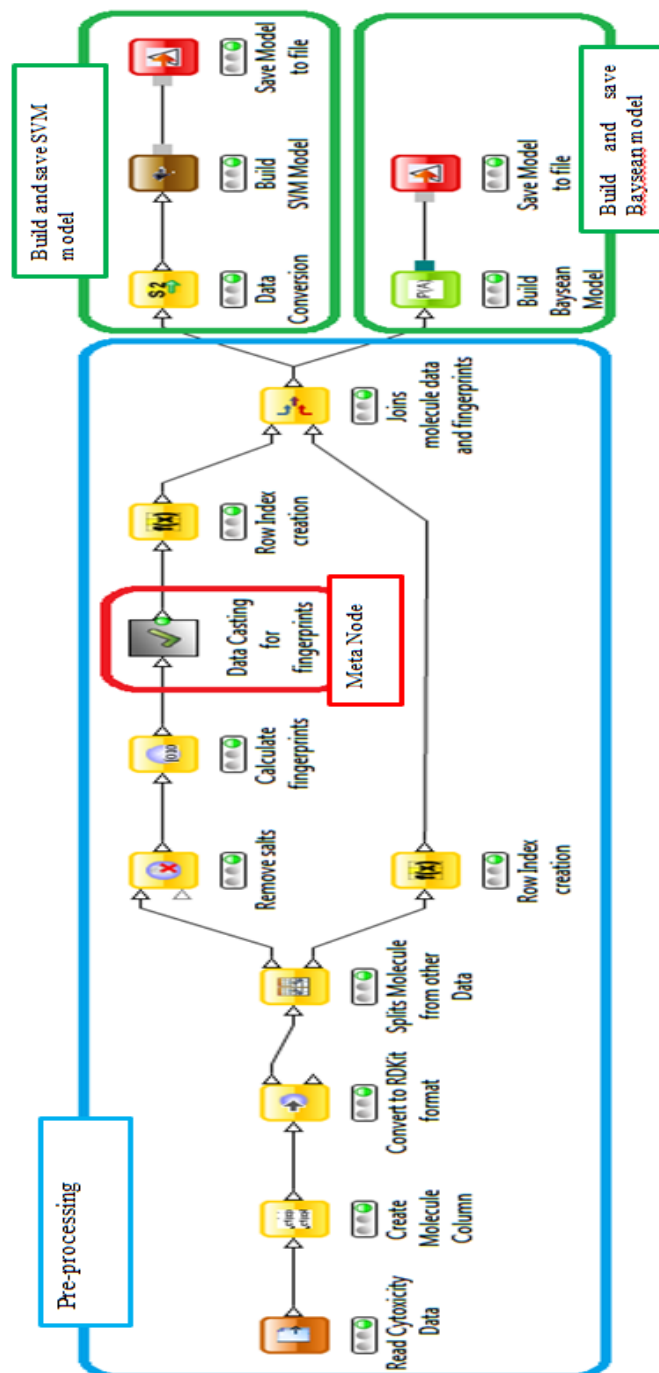 Pre-processing
Read Cytoxicity
Data
Create
Molecule
Column
Convert to RDKit
format
Splits Molecule
from other
Data
Remove salts
Calculate
fingerprints
Data Casting
for
fingerprints
Meta Node
Row Index
creation
Row Index
creation
Joins
molecule data
and fingerprints
Build and save SVM
model
S2
Data
Conversion
Build
SVM Model
Save Model
to file
Build and save
Baysean model
Build
Baysean
Model
Save Model
to file
f(x)
f(x)